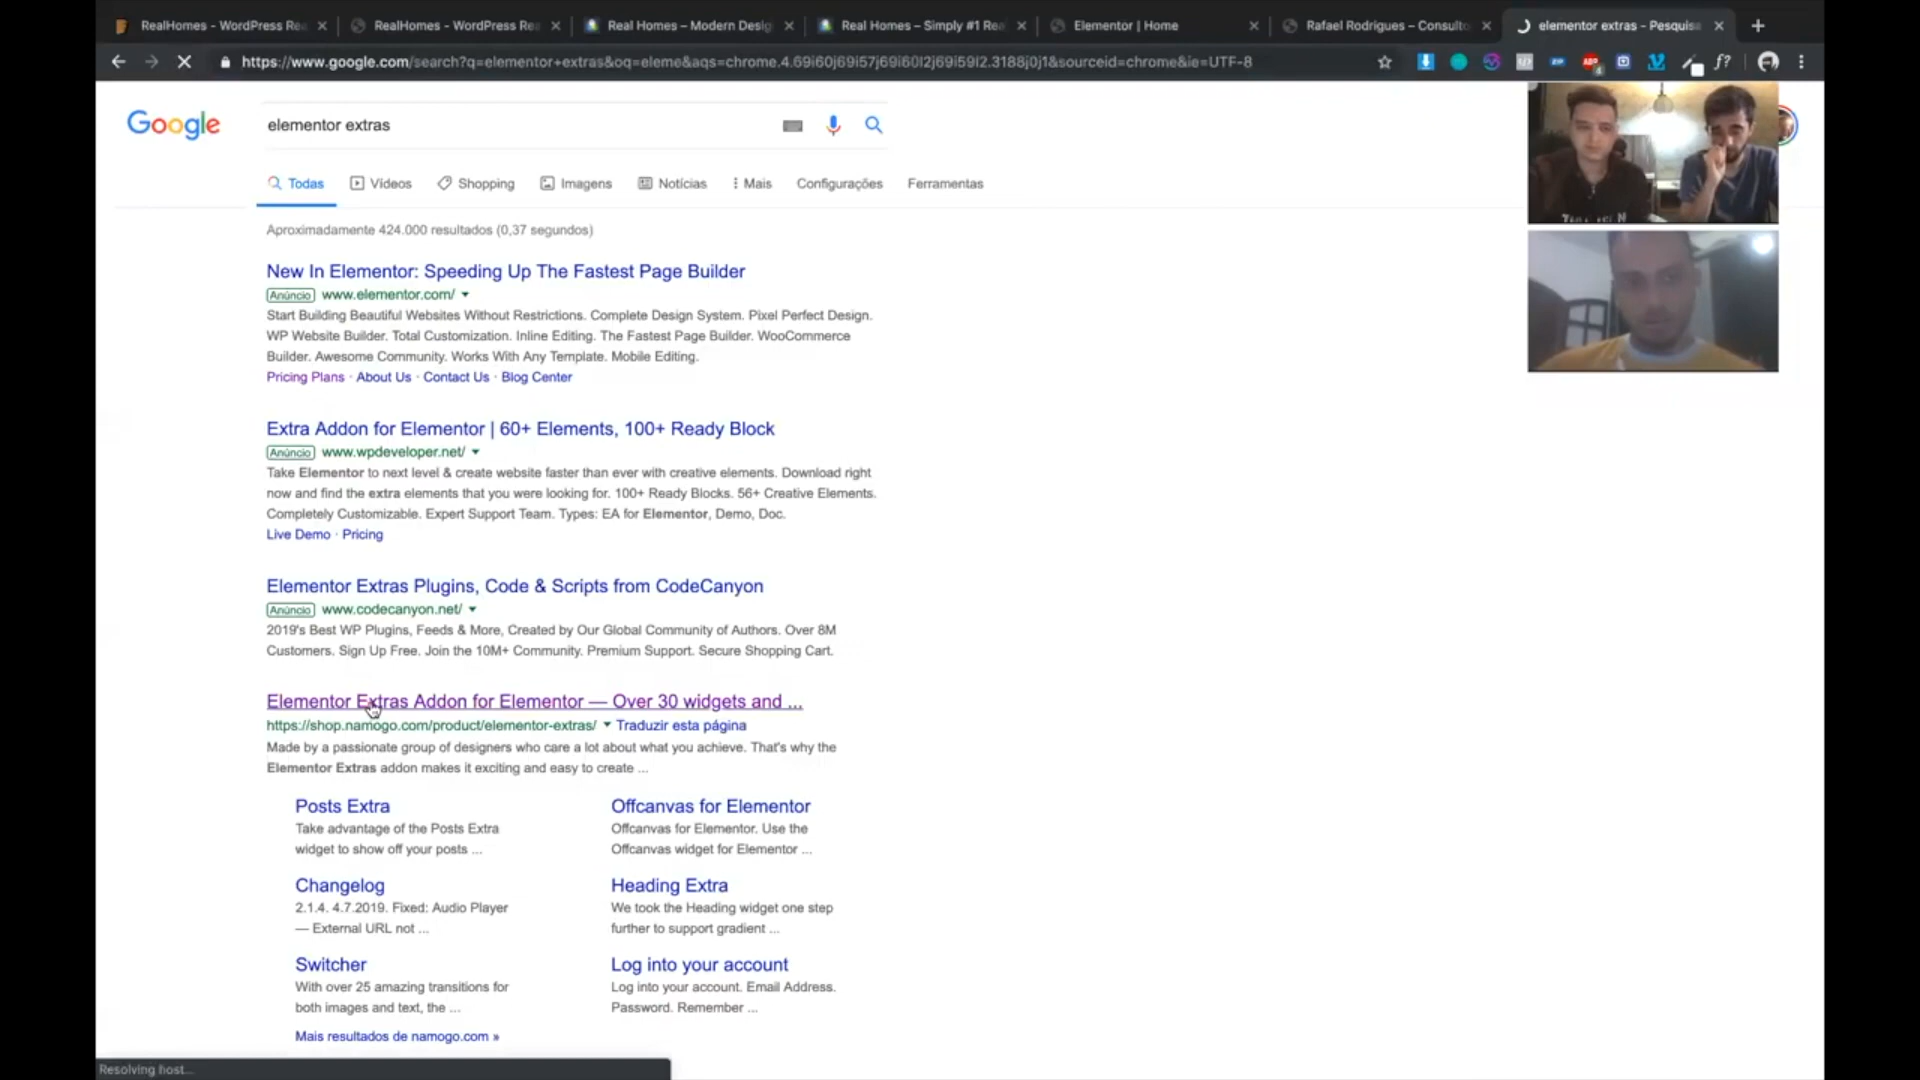 RealHomes - WordPress Rea
RealHomes - WordPress Rea
Real Homes – Modern Desig
Real Homes – Simply #1 Rea
Elementor | Home
Rafael Rodrigues – Consulto
elementor extras - Pesquisa
https://www.google.com/search?q=elementor+extras&oq=eleme&aqs=chrome.4.69i60j69i57j69i60l2j69i59l2.3188j0j1&sourceid=chrome&ie=UTF-8
Google
elementor extras
Todas
Vídeos
Shopping
Imagens
Notícias
Mais
Configurações
Ferramentas
Aproximadamente 424.000 resultados (0,37 segundos)
New In Elementor: Speeding Up The Fastest Page Builder
Anúncio www.elementor.com/
Start Building Beautiful Websites Without Restrictions. Complete Design System. Pixel Perfect Design.
WP Website Builder. Total Customization. Inline Editing. The Fastest Page Builder. WooCommerce
Builder. Awesome Community. Works With Any Template. Mobile Editing.
Pricing Plans · About Us · Contact Us · Blog Center
Extra Addon for Elementor | 60+ Elements, 100+ Ready Block
Anúncio www.wpdeveloper.net/
Take Elementor to next level & create website faster than ever with creative elements. Download right
now and find the extra elements that you were looking for. 100+ Ready Blocks. 56+ Creative Elements.
Completely Customizable. Expert Support Team. Types: EA for Elementor, Demo, Doc.
Live Demo · Pricing
Elementor Extras Plugins, Code & Scripts from CodeCanyon
Anúncio www.codecanyon.net/
2019's Best WP Plugins, Feeds & More, Created by Our Global Community of Authors. Over 8M
Customers. Sign Up Free. Join the 10M+ Community. Premium Support. Secure Shopping Cart.
Elementor Extras Addon for Elementor — Over 30 widgets and ...
https://shop.namogo.com/product/elementor-extras/ Traduzir esta página
Made by a passionate group of designers who care a lot about what you achieve. That's why the
Elementor Extras addon makes it exciting and easy to create ...
Posts Extra
Take advantage of the Posts Extra
widget to show off your posts ...
Offcanvas for Elementor
Offcanvas for Elementor. Use the
Offcanvas widget for Elementor ...
Changelog
2.1.4. 4.7.2019. Fixed: Audio Player
— External URL not ...
Heading Extra
We took the Heading widget one step
further to support gradient ...
Switcher
With over 25 amazing transitions for
both images and text, the ...
Log into your account
Log into your account. Email Address.
Password. Remember ...
Mais resultados de namogo.com »
Resolving host...